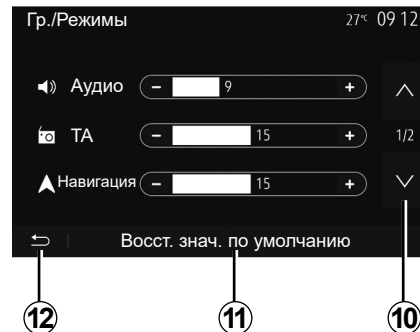 Гр./Режимы 27°C 09 12
Аудио - 9 +
TA - 15 + 1/2
Навигация - 15 +
Восст. знач. по умолчанию
12 11 10